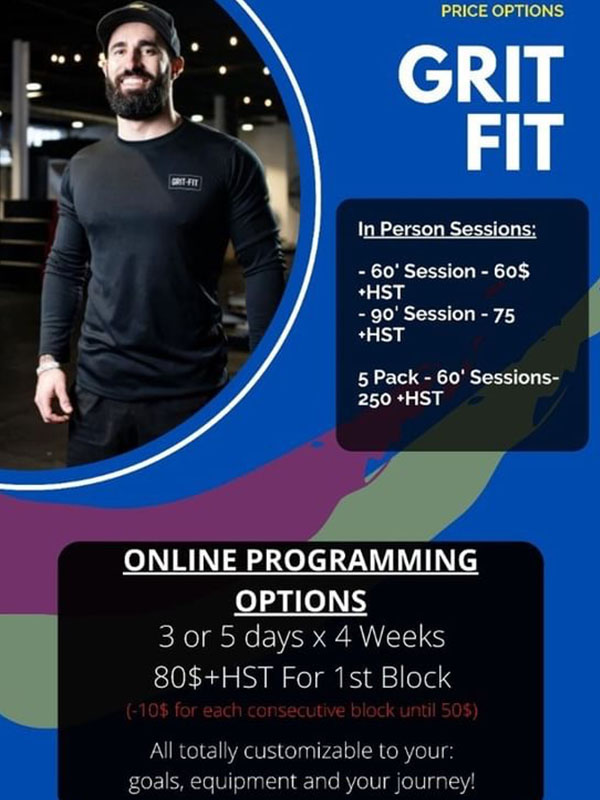 PRICE OPTIONS
GRIT
FIT
GRIT-FIT
In Person Sessions:
- 60' Session - 60$
+HST
- 90' Session - 75
+HST
5 Pack - 60' Sessions-
250 +HST
ONLINE PROGRAMMING
OPTIONS
3 or 5 days x 4 Weeks
80$+HST For 1st Block
(-10$ for each consecutive block until 50$)
All totally customizable to your:
goals, equipment and your journey!